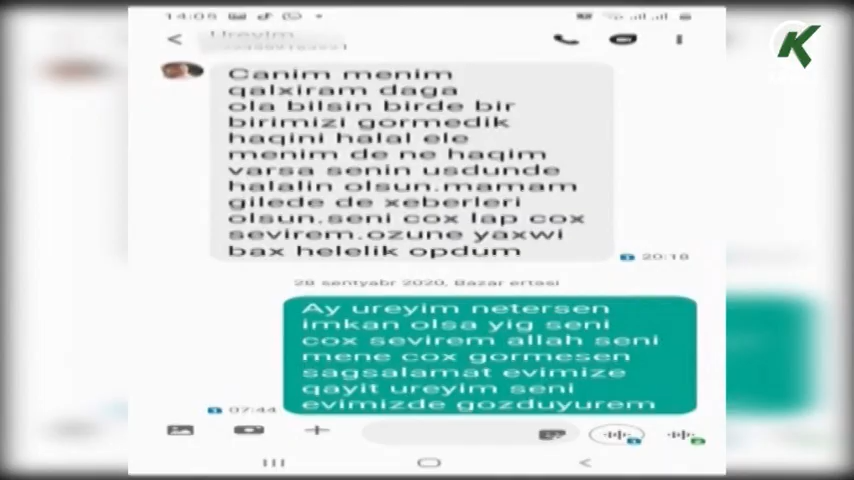 14:05
Ureyim
Canim menim
qalxiram daga
ola bilsin birde bir
birimizi gormedik
haqini halal ele
menim de ne haqim
varsa senin usdunde
halalin olsun.mamam
gilede de xeberleri
olsun.seni cox lap cox
sevirem.ozune yaxwi
bax helelik opdum
20:18
28 sentyabr 2020, Bazar ertəsi
Ay ureyim netersen
imkan olsa yig seni
cox sevirem allah seni
mene cox gormesen
sagsalamat evimize
qayit ureyim seni
evimizde gozduyurem
07:44
K